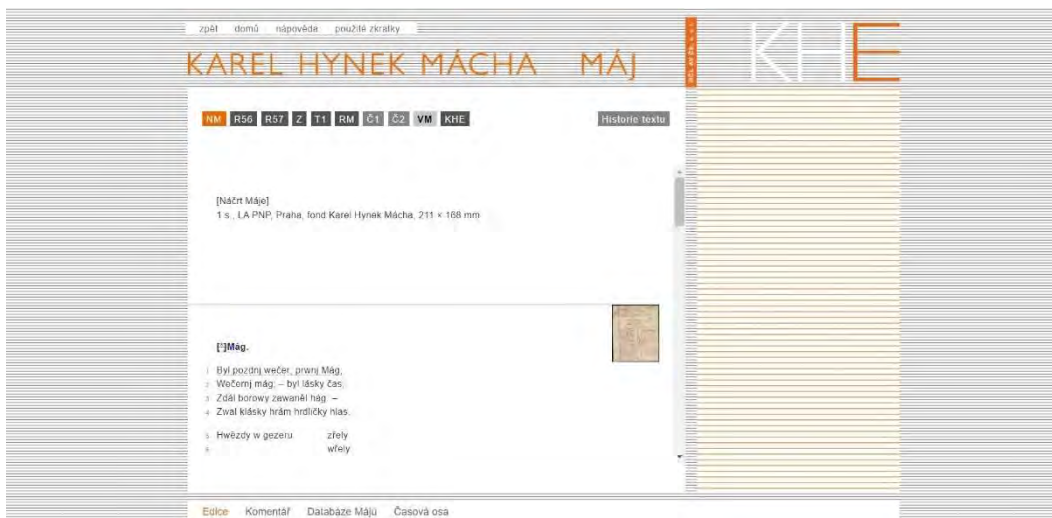 zpět domů nápověda použité zkratky
KAREL HYNEK MÁCHA MÁJ
KHE
NM R56 R57 Z T1 RM Č1 Č2 VM KHE
Historie textu
[Náčrt Máje]
1 s., LA PNP, Praha, fond Karel Hynek Mácha, 211 × 168 mm
Mág.
1 Byl pozdnj wečer, prwnj Mág,
2 Wečernj mág; – byl lásky čas;
3 Zdál borowy zawaněl hág –
4 Zwal klásky hrám hrdličky hlas.
5 Hwězdy w gezeru zřely
6 wřely
Edice Komentář Databáze Májů Časová osa